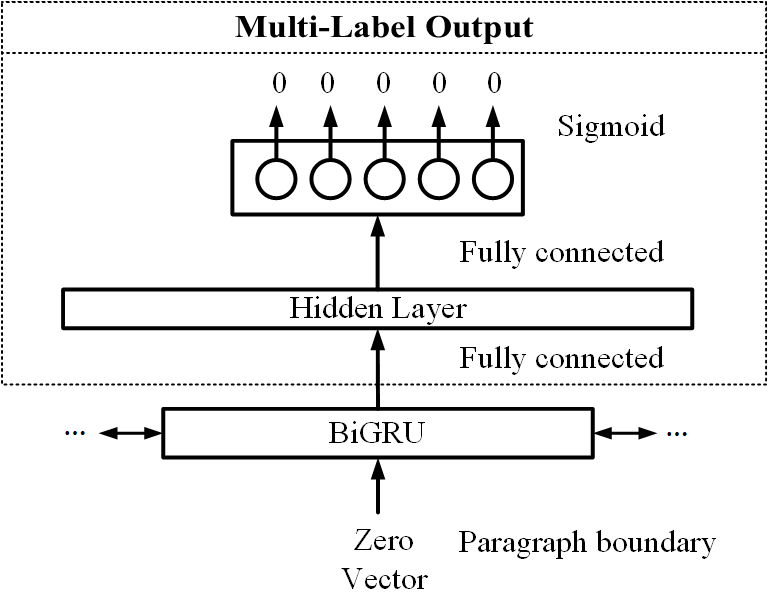 Multi-Label Output
0 0 0 0 0
Sigmoid
Fully connected
Hidden Layer
Fully connected
... BiGRU ...
Zero Vector
Paragraph boundary